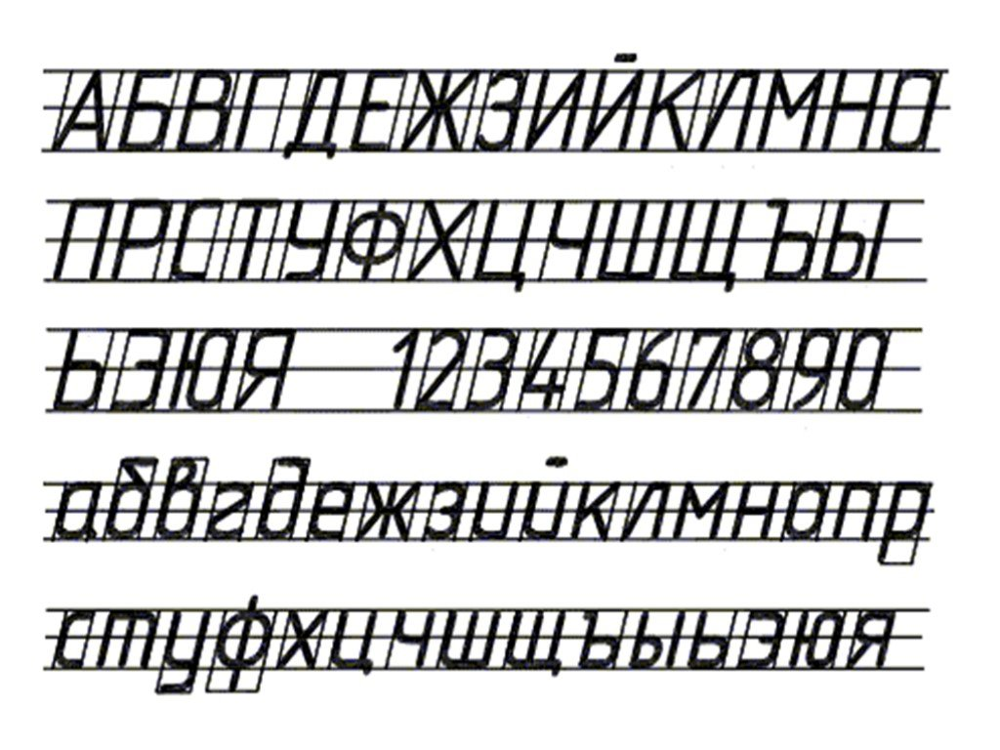 АБВГДЕЖЗИЙКЛМНО
ПРСТУФХЦЧШЩЪЫ
ЬЭЮЯ 1234567890
абвгдежзийклмнопр
стуфхцчшщъыьэюя